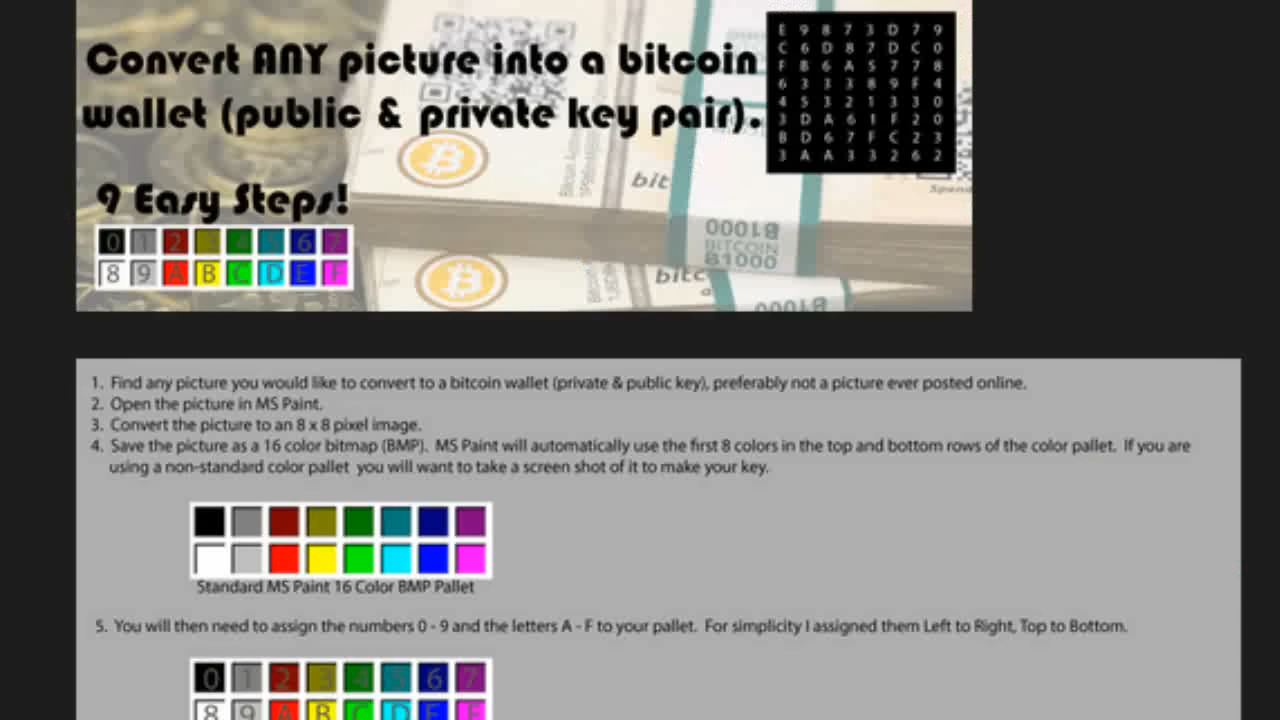 Convert ANY picture into a bitcoin
wallet (public & private key pair).
9 Easy Steps!
E 9 8 7 3 D 7 9
C 6 D 8 7 D C 0
F 8 6 A 5 7 7 8
6 3 3 3 8 9 F 4
4 5 3 2 1 3 3 0
3 D A 6 1 F 2 0
B D 6 7 F C 2 3
3 A A 3 3 2 6 2
bit
B1000
BITCOIN
B1000
bitc
B1000
0 1 2 3 4 5 6 7
8 9 A B C D E F
1. Find any picture you would like to convert to a bitcoin wallet (private & public key), preferably not a picture ever posted online.
2. Open the picture in MS Paint.
3. Convert the picture to an 8 x 8 pixel image.
4. Save the picture as a 16 color bitmap (BMP). MS Paint will automatically use the first 8 colors in the top and bottom rows of the color pallet. If you are
using a non-standard color pallet you will want to take a screen shot of it to make your key.
Standard MS Paint 16 Color BMP Pallet
5. You will then need to assign the numbers 0 - 9 and the letters A - F to your pallet. For simplicity I assigned them Left to Right, Top to Bottom.
0 1 2 3 4 5 6 7
8 9 A B C D E F